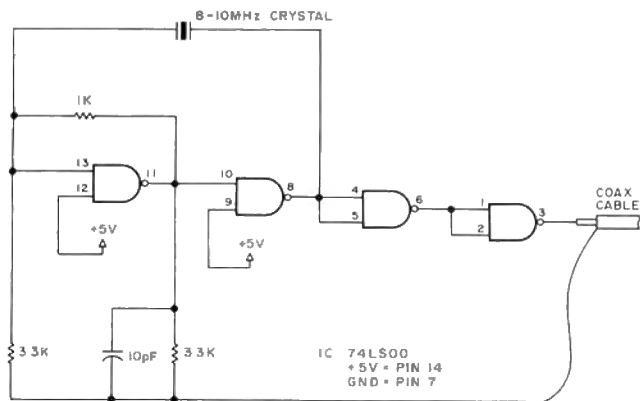 8-10MHz CRYSTAL
1K
13
12
11
10
9
8
4
5
6
1
2
3
COAX
CABLE
+5V
+5V
3.3K
10pF
3.3K
IC 74LS00
+5V = PIN 14
GND = PIN 7